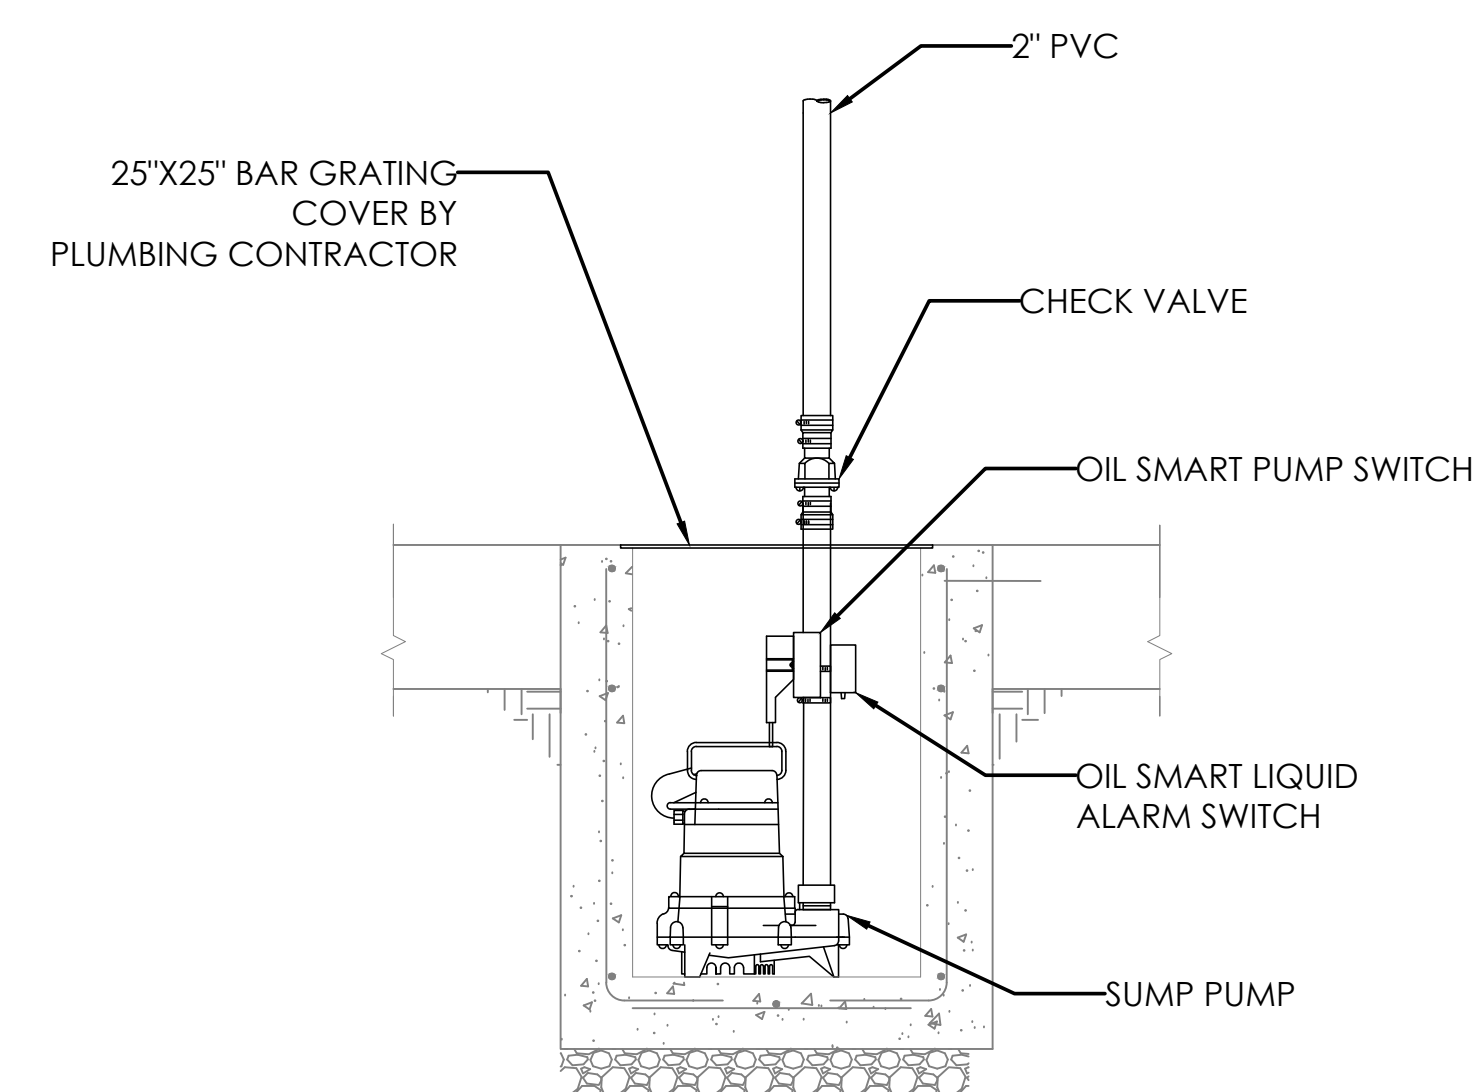 2" PVC
25"X25" BAR GRATING
COVER BY
PLUMBING CONTRACTOR
CHECK VALVE
OIL SMART PUMP SWITCH
OIL SMART LIQUID
ALARM SWITCH
SUMP PUMP